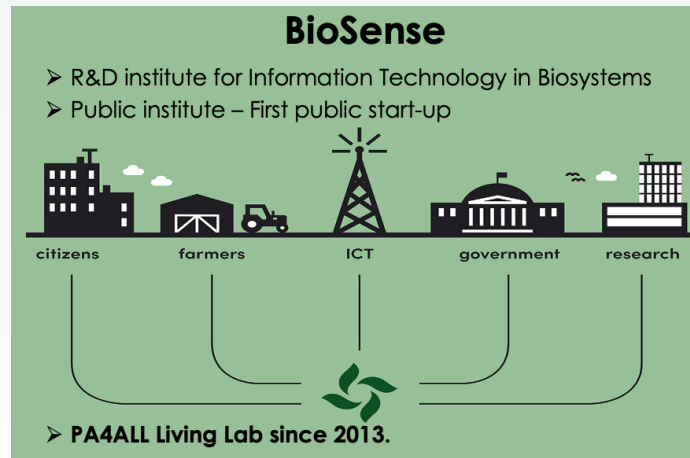 BioSense
➢ R&D institute for Information Technology in Biosystems
➢ Public institute – First public start-up
citizens farmers ICT government research
➢ PA4ALL Living Lab since 2013.